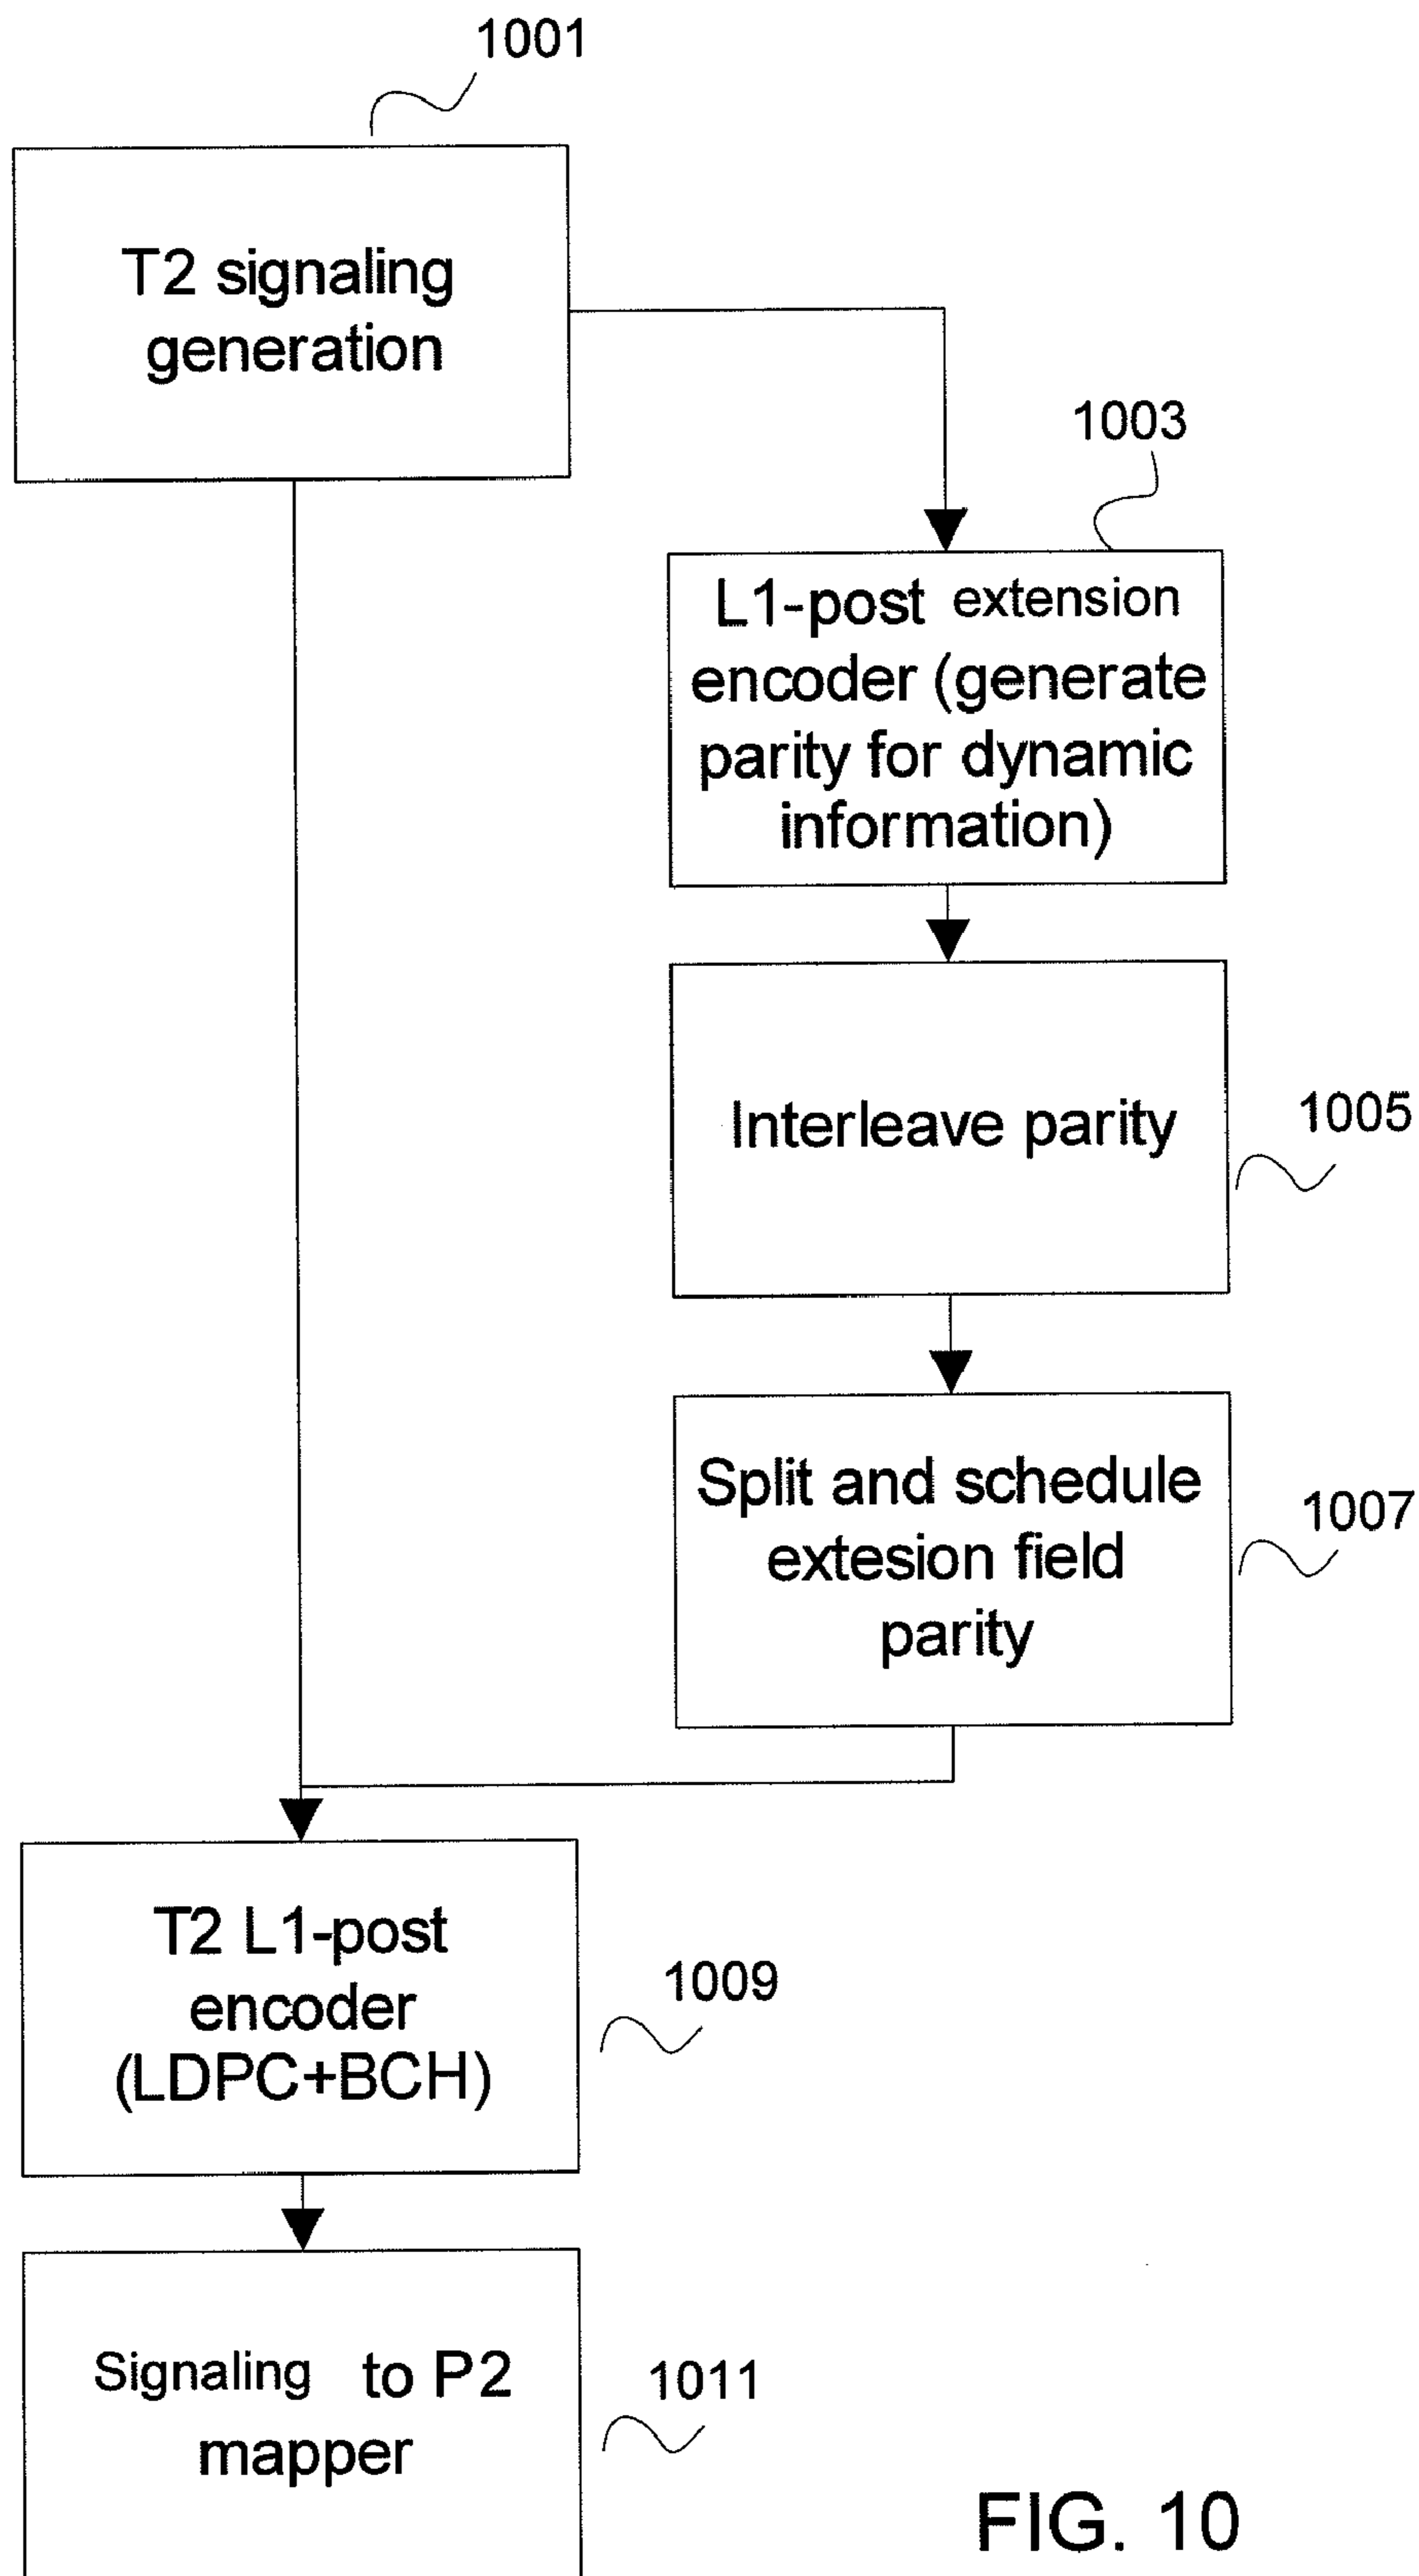 1001
T2 signaling
generation
1003
L1-post extension
encoder (generate
parity for dynamic
information)
Interleave parity
1005
Split and schedule
extesion field
parity
1007
T2 L1-post
encoder
(LDPC+BCH)
1009
Signaling to P2
mapper
1011
FIG. 10